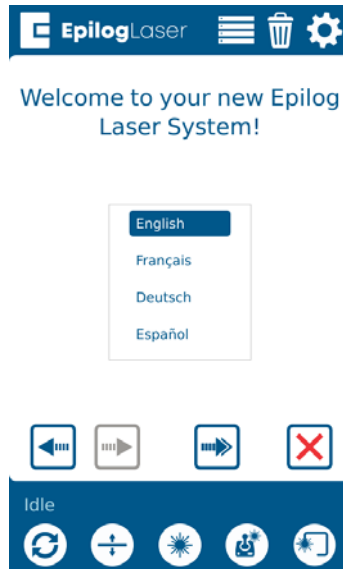 EpilogLaser
Welcome to your new Epilog
Laser System!
English
Français
Deutsch
Español
Idle